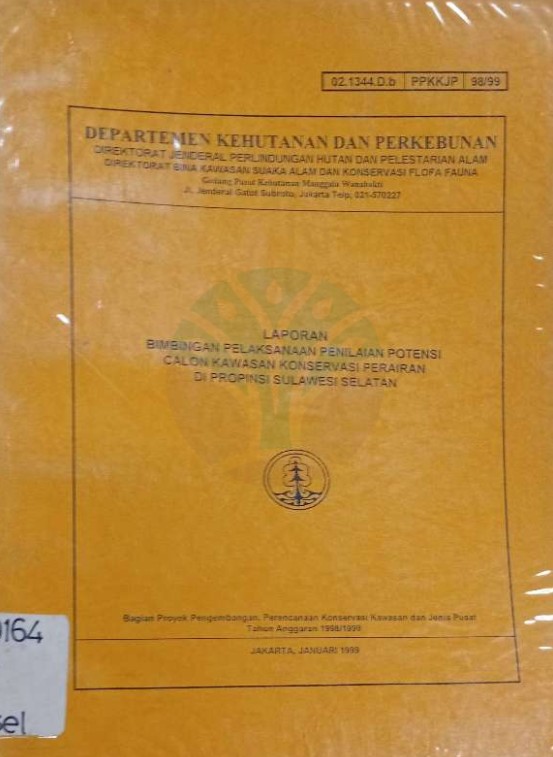 02.1344.D.b PPKKJP 98/99
DEPARTEMEN KEHUTANAN DAN PERKEBUNAN
DIREKTORAT JENDERAL PERLINDUNGAN HUTAN DAN PELESTARIAN ALAM
DIREKTORAT BINA KAWASAN SUAKA ALAM DAN KONSERVASI FLOFA FAUNA
Gedung Pusat Kehutanan Manggala Wanabakti
Jl. Jenderal Gatot Subroto, Jakarta Telp, 021-570227
LAPORAN
BIMBINGAN PELAKSANAAN PENILAIAN POTENSI
CALON KAWASAN KONSERVASI PERAIRAN
DI PROPINSI SULAWESI SELATAN
Bagian Proyek Pengembangan, Perencanaan Konservasi Kawasan dan Jenis Pusat
Tahun Anggaran 1998/1999
JAKARTA, JANUARI 1999
0164
sel